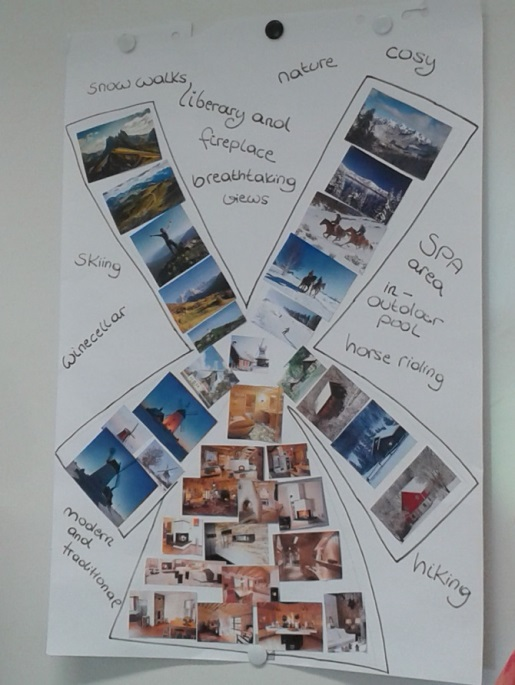 snow walks
nature
cosy
liberary and
fireplace
breathtaking
views
skiing
winecellar
SPA
area
in-
outdoor
pool
horse riding
modern
and
traditional
hiking